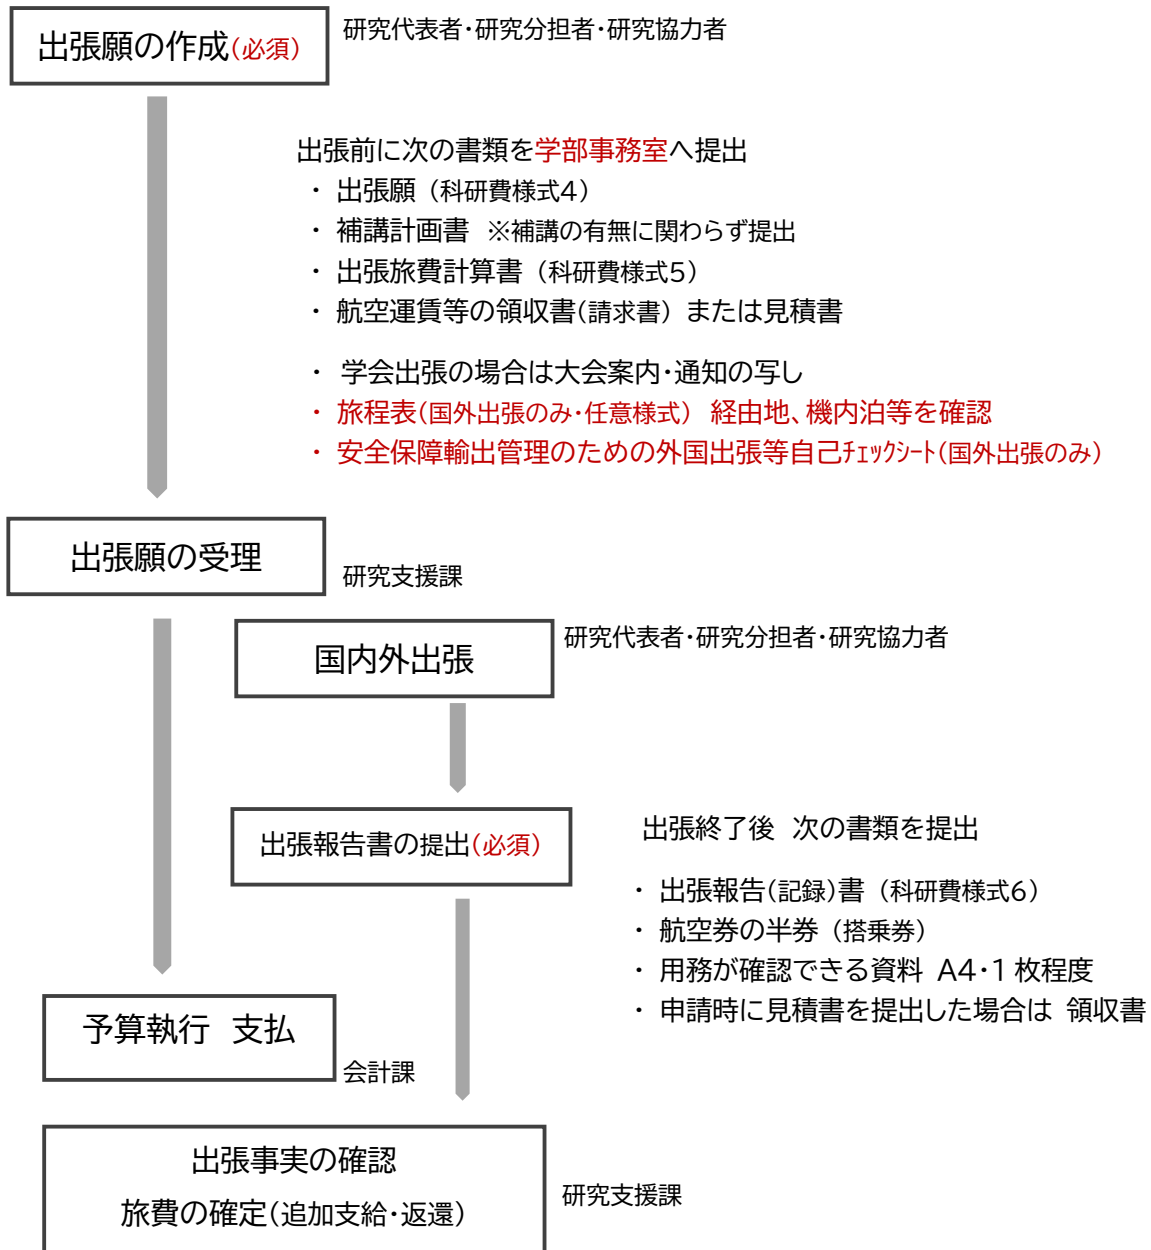 出張願の作成(必須)
研究代表者・研究分担者・研究協力者
出張前に次の書類を学部事務室へ提出
・ 出張願（科研費様式4）
・ 補講計画書 ※補講の有無に関わらず提出
・ 出張旅費計算書（科研費様式5）
・ 航空運賃等の領収書(請求書) または見積書
・ 学会出張の場合は大会案内・通知の写し
・ 旅程表(国外出張のみ・任意様式) 経由地、機内泊等を確認
・ 安全保障輸出管理のための外国出張等自己ﾁｪｯｸｼｰﾄ(国外出張のみ)
出張願の受理
研究支援課
国内外出張
研究代表者・研究分担者・研究協力者
出張報告書の提出(必須)
出張終了後 次の書類を提出
・ 出張報告(記録)書（科研費様式6）
・ 航空券の半券（搭乗券）
・ 用務が確認できる資料 A4・1 枚程度
・ 申請時に見積書を提出した場合は 領収書
予算執行 支払
会計課
出張事実の確認
旅費の確定(追加支給・返還)
研究支援課